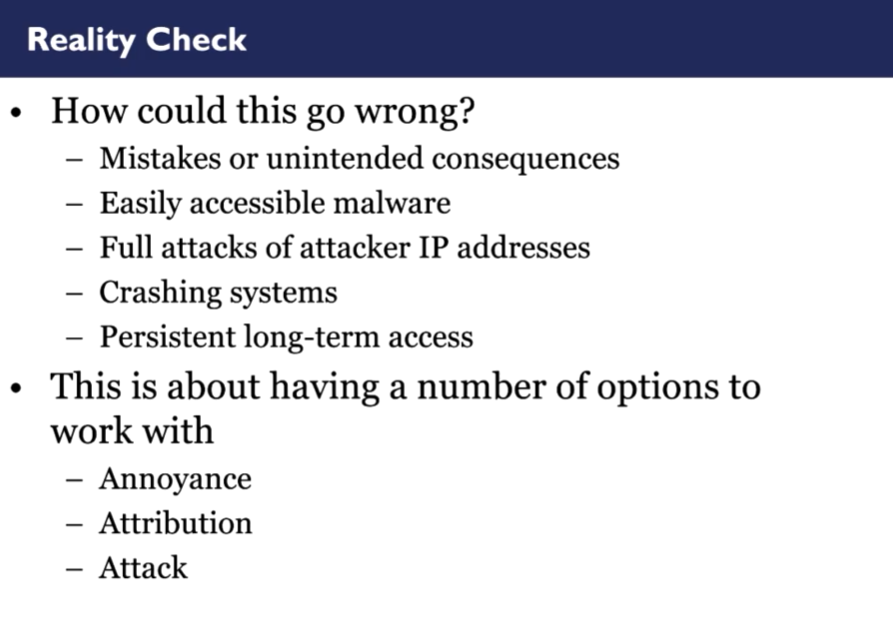 Reality Check
• How could this go wrong?
– Mistakes or unintended consequences
– Easily accessible malware
– Full attacks of attacker IP addresses
– Crashing systems
– Persistent long-term access
• This is about having a number of options to
work with
– Annoyance
– Attribution
– Attack